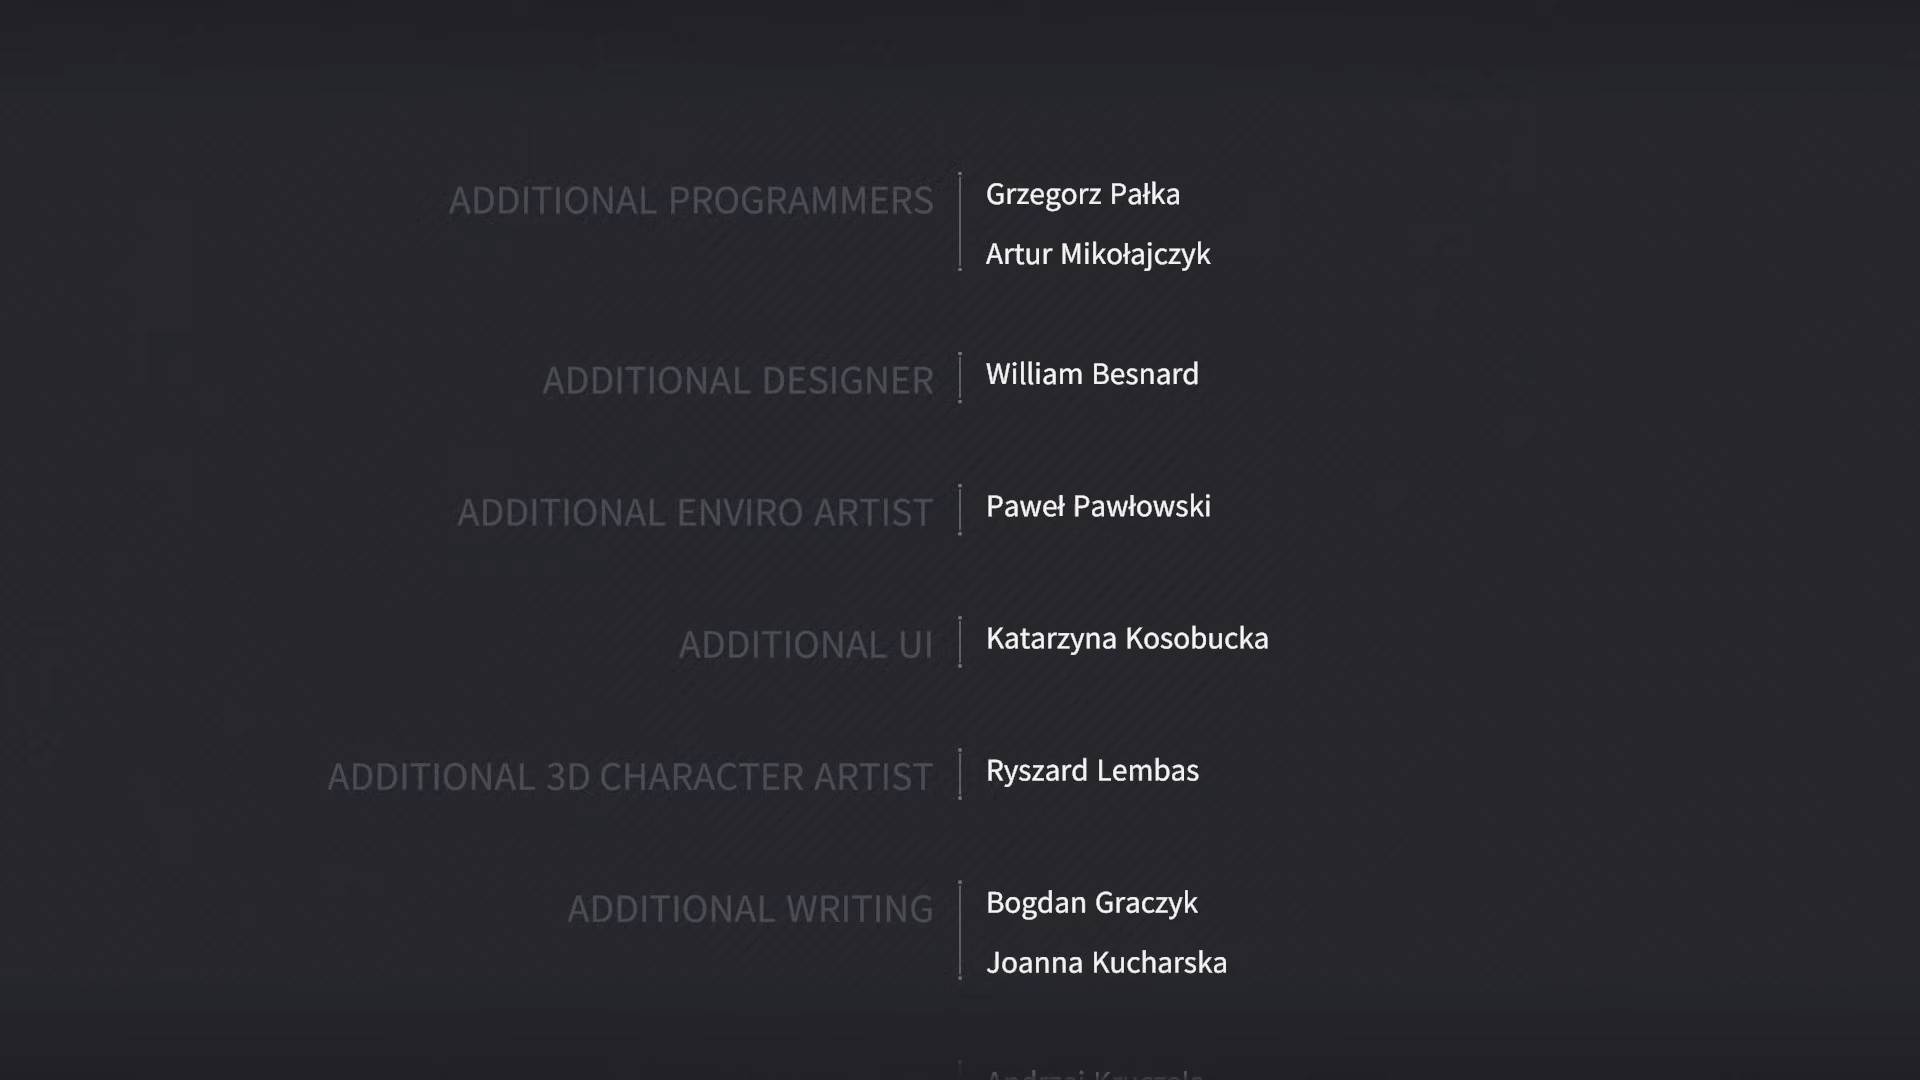 ADDITIONAL PROGRAMMERS
Grzegorz Pałka
Artur Mikołajczyk
ADDITIONAL DESIGNER
William Besnard
ADDITIONAL ENVIRO ARTIST
Paweł Pawłowski
ADDITIONAL UI
Katarzyna Kosobucka
ADDITIONAL 3D CHARACTER ARTIST
Ryszard Lembas
ADDITIONAL WRITING
Bogdan Graczyk
Joanna Kucharska